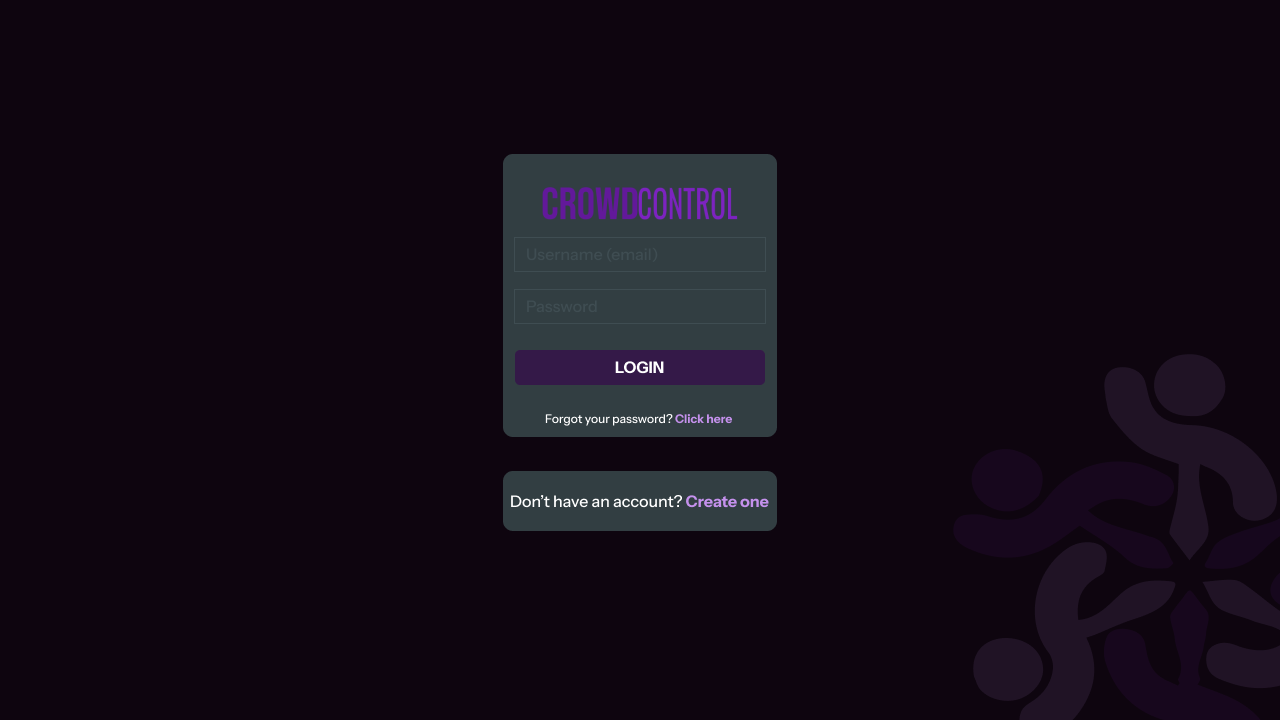 CROWDCONTROL
Username (email)
Password
LOGIN
Forgot your password? Click here
Don’t have an account? Create one